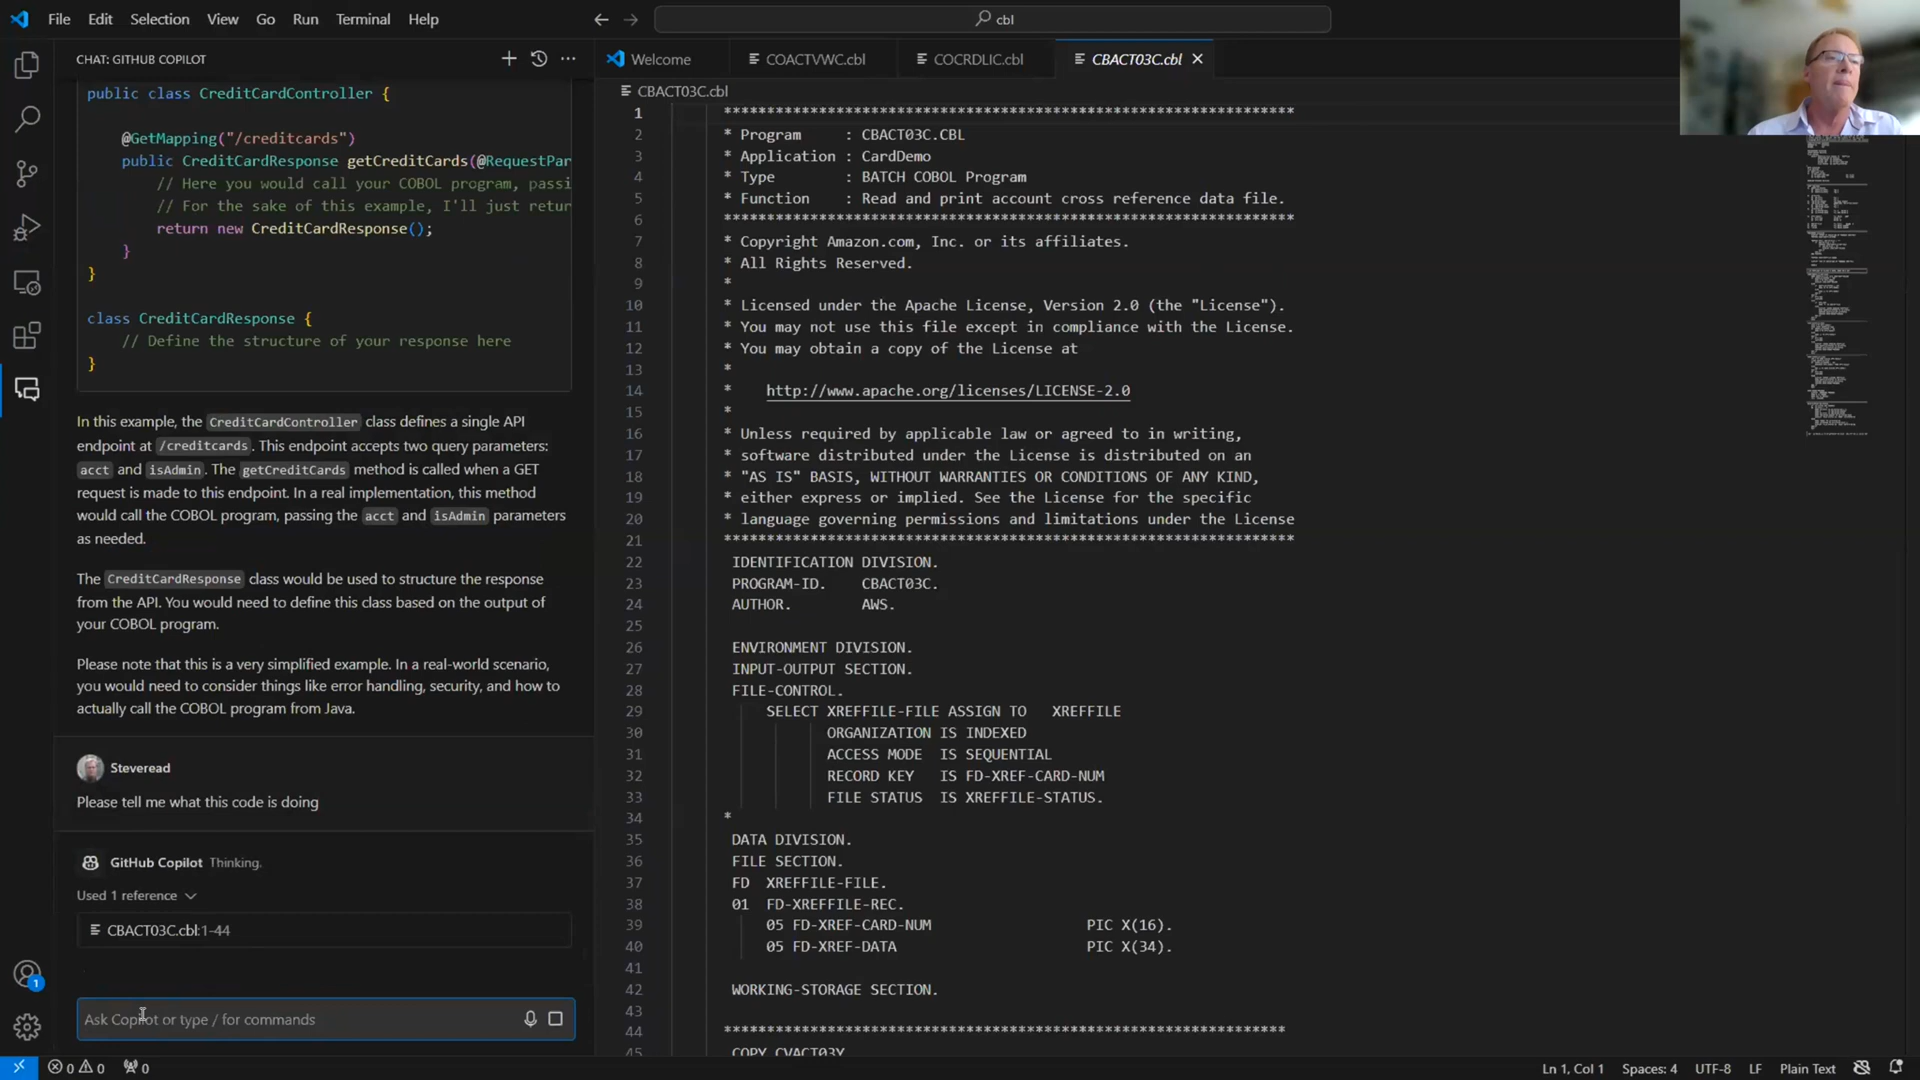 File Edit Selection View Go Run Terminal Help
cbl
CHAT: GITHUB COPILOT
Welcome
COACTVWC.cbl
COCRDLIC.cbl
CBACT03C.cbl
CBACT03C.cbl
public class CreditCardController {
@GetMapping("/creditcards")
public CreditCardResponse getCreditCards(@RequestPar
// Here you would call your COBOL program, passi
// For the sake of this example, I'll just retur
return new CreditCardResponse();
}
}
class CreditCardResponse {
// Define the structure of your response here
}
In this example, the CreditCardController class defines a single API
endpoint at /creditcards. This endpoint accepts two query parameters:
acct and isAdmin. The getCreditCards method is called when a GET
request is made to this endpoint. In a real implementation, this method
would call the COBOL program, passing the acct and isAdmin parameters
as needed.
The CreditCardResponse class would be used to structure the response
from the API. You would need to define this class based on the output of
your COBOL program.
Please note that this is a very simplified example. In a real-world scenario,
you would need to consider things like error handling, security, and how to
actually call the COBOL program from Java.
Steveread
Please tell me what this code is doing
GitHub Copilot Thinking.
Used 1 reference
CBACT03C.cbl:1-44
Ask Copilot or type / for commands
1 ******************************************************************
2 * Program     : CBACT03C.CBL
3 * Application : CardDemo
4 * Type        : BATCH COBOL Program
5 * Function    : Read and print account cross reference data file.
6 ******************************************************************
7 * Copyright Amazon.com, Inc. or its affiliates.
8 * All Rights Reserved.
9 *
10 * Licensed under the Apache License, Version 2.0 (the "License").
11 * You may not use this file except in compliance with the License.
12 * You may obtain a copy of the License at
13 *
14 *    http://www.apache.org/licenses/LICENSE-2.0
15 *
16 * Unless required by applicable law or agreed to in writing,
17 * software distributed under the License is distributed on an
18 * "AS IS" BASIS, WITHOUT WARRANTIES OR CONDITIONS OF ANY KIND,
19 * either express or implied. See the License for the specific
20 * language governing permissions and limitations under the License
21 ******************************************************************
22 IDENTIFICATION DIVISION.
23 PROGRAM-ID.    CBACT03C.
24 AUTHOR.        AWS.
25
26 ENVIRONMENT DIVISION.
27 INPUT-OUTPUT SECTION.
28 FILE-CONTROL.
29 SELECT XREFFILE-FILE ASSIGN TO   XREFFILE
30 ORGANIZATION IS INDEXED
31 ACCESS MODE  IS SEQUENTIAL
32 RECORD KEY   IS FD-XREF-CARD-NUM
33 FILE STATUS  IS XREFFILE-STATUS.
34 *
35 DATA DIVISION.
36 FILE SECTION.
37 FD  XREFFILE-FILE.
38 01  FD-XREFFILE-REC.
39 05 FD-XREF-CARD-NUM                  PIC X(16).
40 05 FD-XREF-DATA                      PIC X(34).
41
42 WORKING-STORAGE SECTION.
43
44 *****************************************************************
45 COPY CVACT03Y.
1
0 0 0
Ln 1, Col 1 Spaces: 4 UTF-8 LF Plain Text